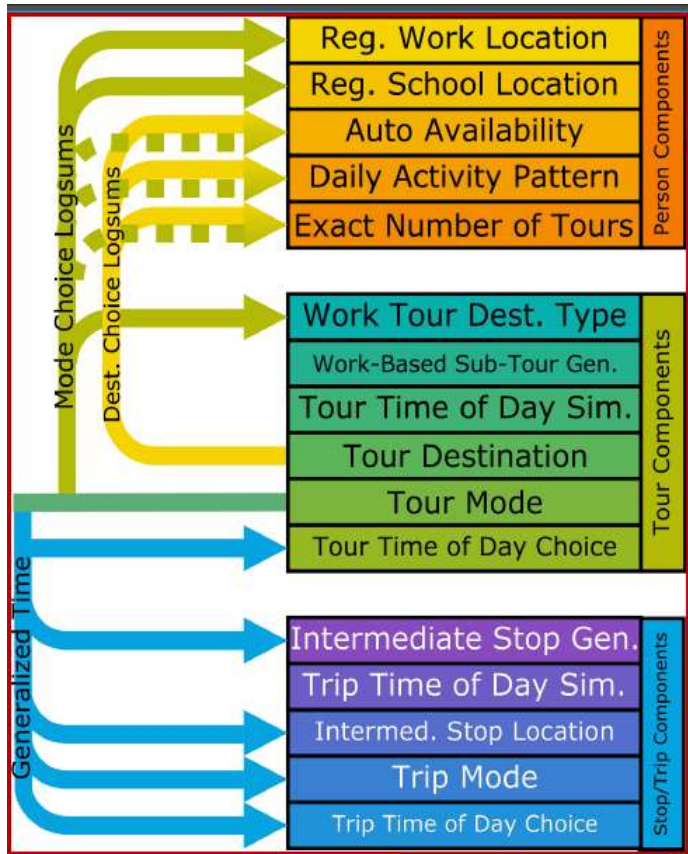 Reg. Work Location
Reg. School Location
Auto Availability
Daily Activity Pattern
Exact Number of Tours
Person Components
Mode Choice Logsums
Dest. Choice Logsums
Work Tour Dest. Type
Work-Based Sub-Tour Gen.
Tour Time of Day Sim.
Tour Destination
Tour Mode
Tour Time of Day Choice
Tour Components
Generalized Time
Intermediate Stop Gen.
Trip Time of Day Sim.
Intermed. Stop Location
Trip Mode
Trip Time of Day Choice
Stop/Trip Components